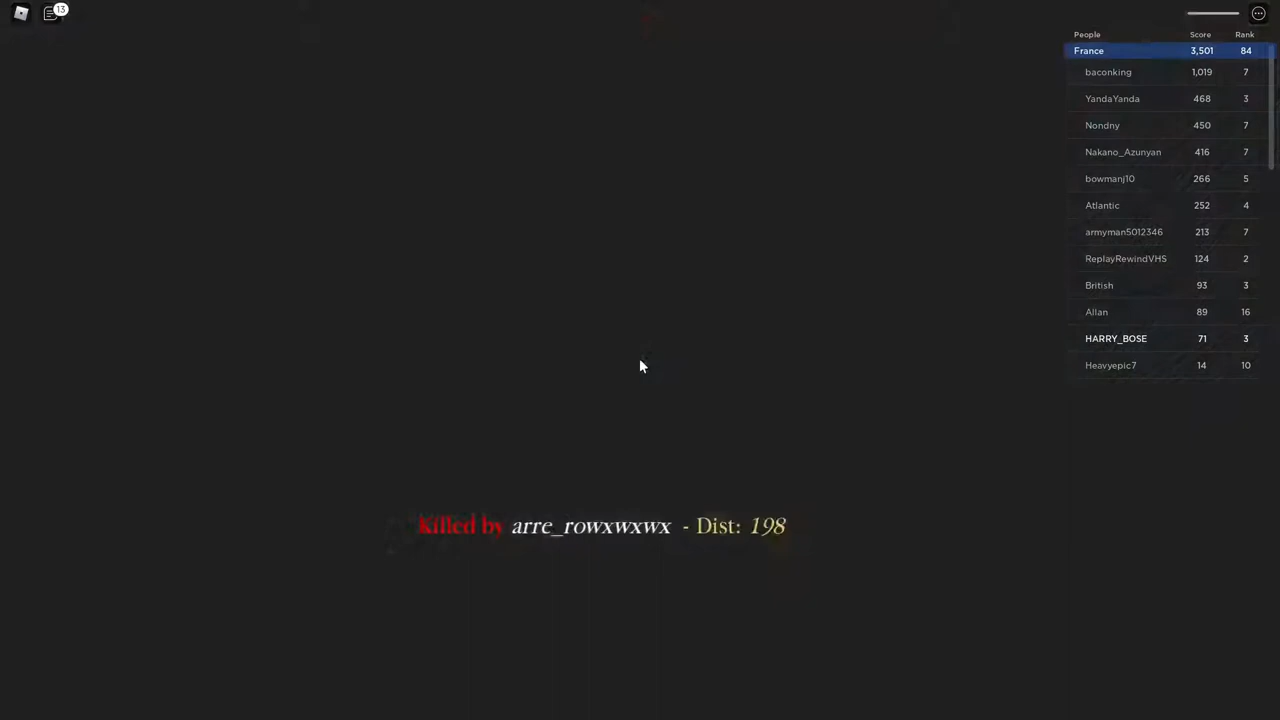 13
People Score Rank
France 3,501 84
baconking 1,019 7
YandaYanda 468 3
Nondny 450 7
Nakano_Azunyan 416 7
bowmanj10 266 5
Atlantic 252 4
armyman5012346 213 7
ReplayRewindVHS 124 2
British 93 3
Allan 89 16
HARRY_BOSE 71 3
Heavyepic7 14 10
Killed by arre_rowxwxwx - Dist: 198